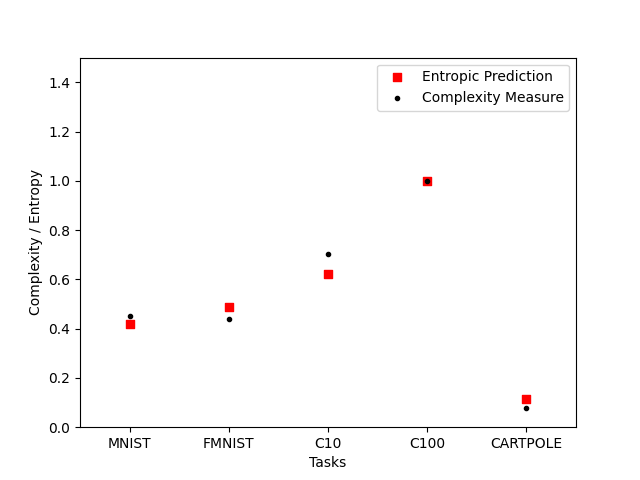 Entropic Prediction
Complexity Measure
Complexity / Entropy
1.4
1.2
1.0
0.8
0.6
0.4
0.2
0.0
MNIST FMNIST C10 C100 CARTPOLE
Tasks